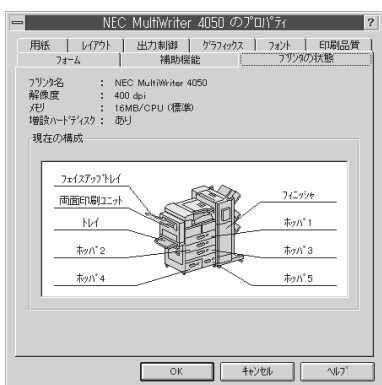 NEC MultiWriter 4050 のﾌﾟﾛﾊﾟﾃｨ ?
用紙 ﾚｲｱｳﾄ 出力制御 ｸﾞﾗﾌｨｯｸｽ ﾌｫﾝﾄ 印刷品質
ﾌｫｰﾑ 補助機能 ﾌﾟﾘﾝﾀの状態
ﾌﾟﾘﾝﾀ名 : NEC MultiWriter 4050
解像度 : 400 dpi
ﾒﾓﾘ : 16MB/CPU (標準)
増設ﾊｰﾄﾞﾃﾞｨｽｸ : あり
現在の構成
ﾌｪｲｽｱｯﾌﾟﾄﾚｲ
両面印刷ﾕﾆｯﾄ ﾌｨﾆｯｼｬ
ﾄﾚｲ ﾎｯﾊﾟ1
ﾎｯﾊﾟ2 ﾎｯﾊﾟ3
ﾎｯﾊﾟ4 ﾎｯﾊﾟ5
OK ｷｬﾝｾﾙ ﾍﾙﾌﾟ